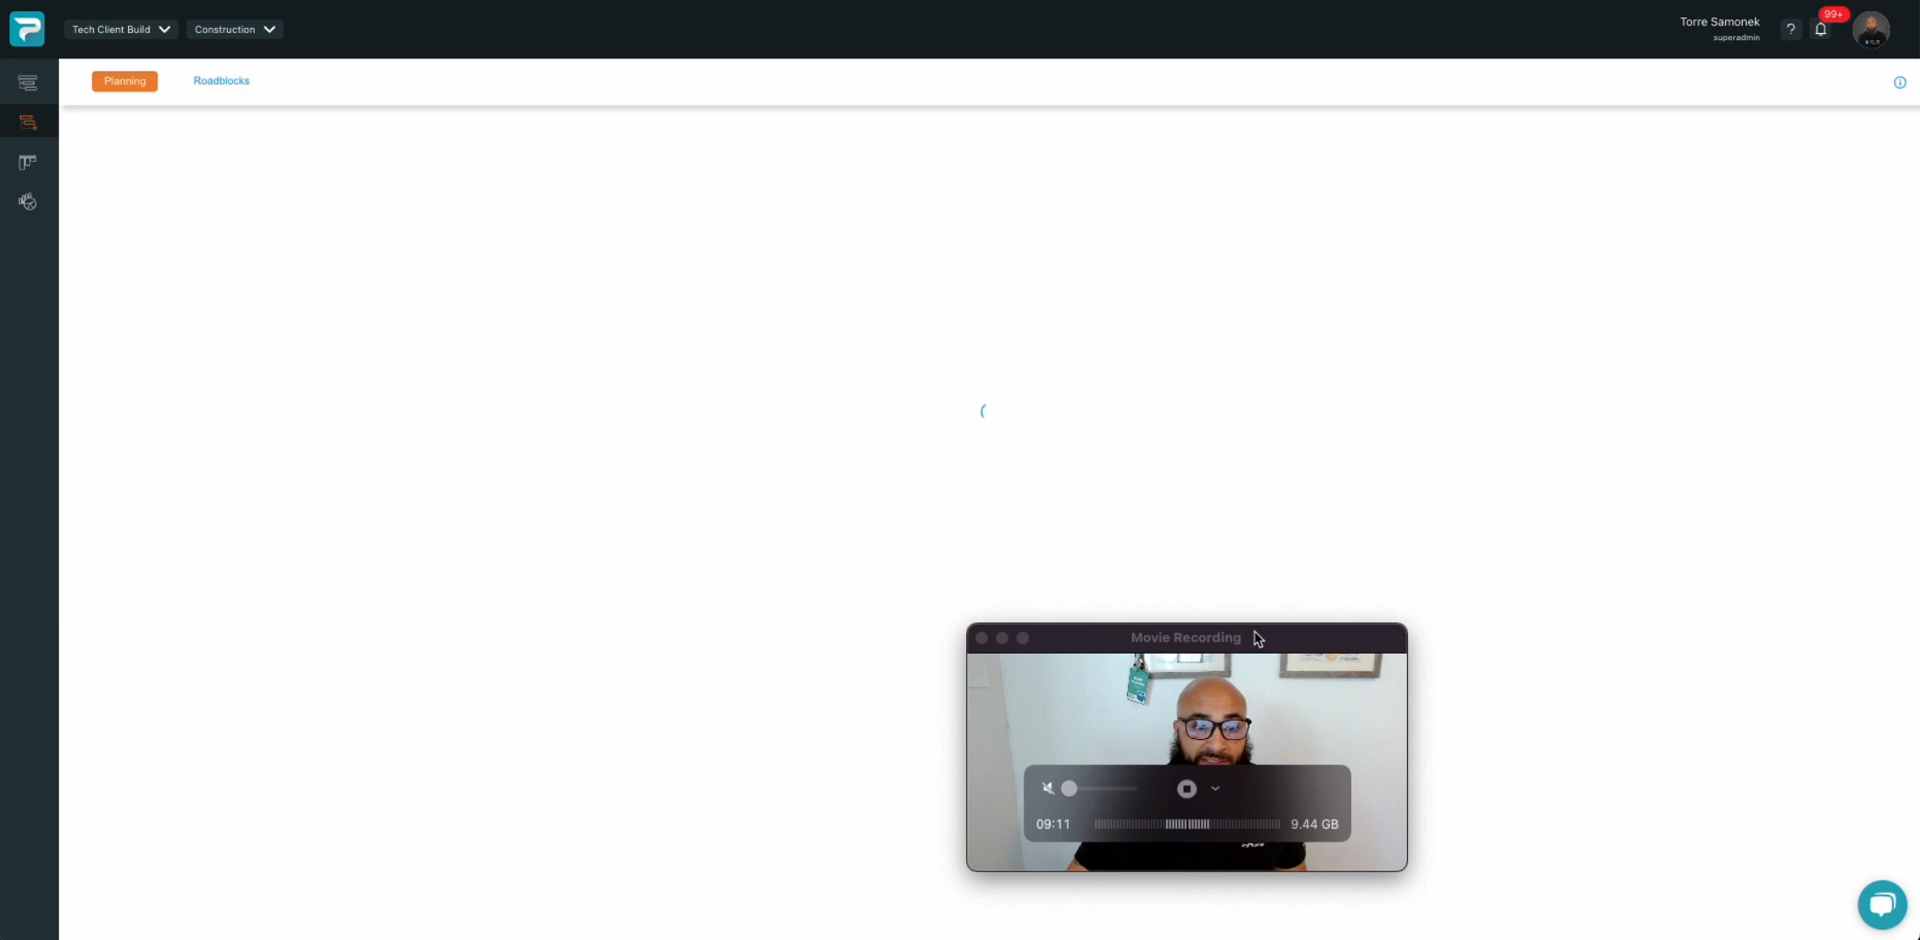 Tech Client Build
Construction
Torre Samonek
superadmin
?
99+
Planning
Roadblocks
Movie Recording
09:11
9.44 GB